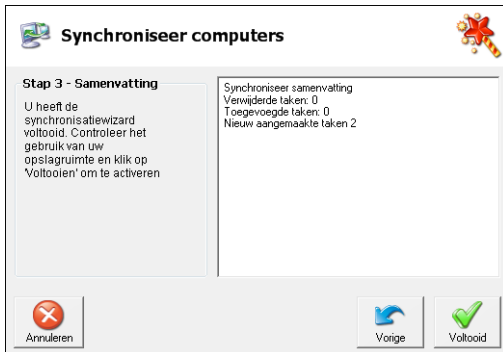 Synchroniseer computers
Stap 3 - Samenvatting
U heeft de
synchronisatiewizard
voltooid. Controleer het
gebruik van uw
opslagruimte en klik op
'Voltooien' om te activeren
Synchroniseer samenvatting
Verwijderde taken: 0
Toegevoegde taken: 0
Nieuw aangemaakte taken 2
Annuleren
Vorige
Voltooid